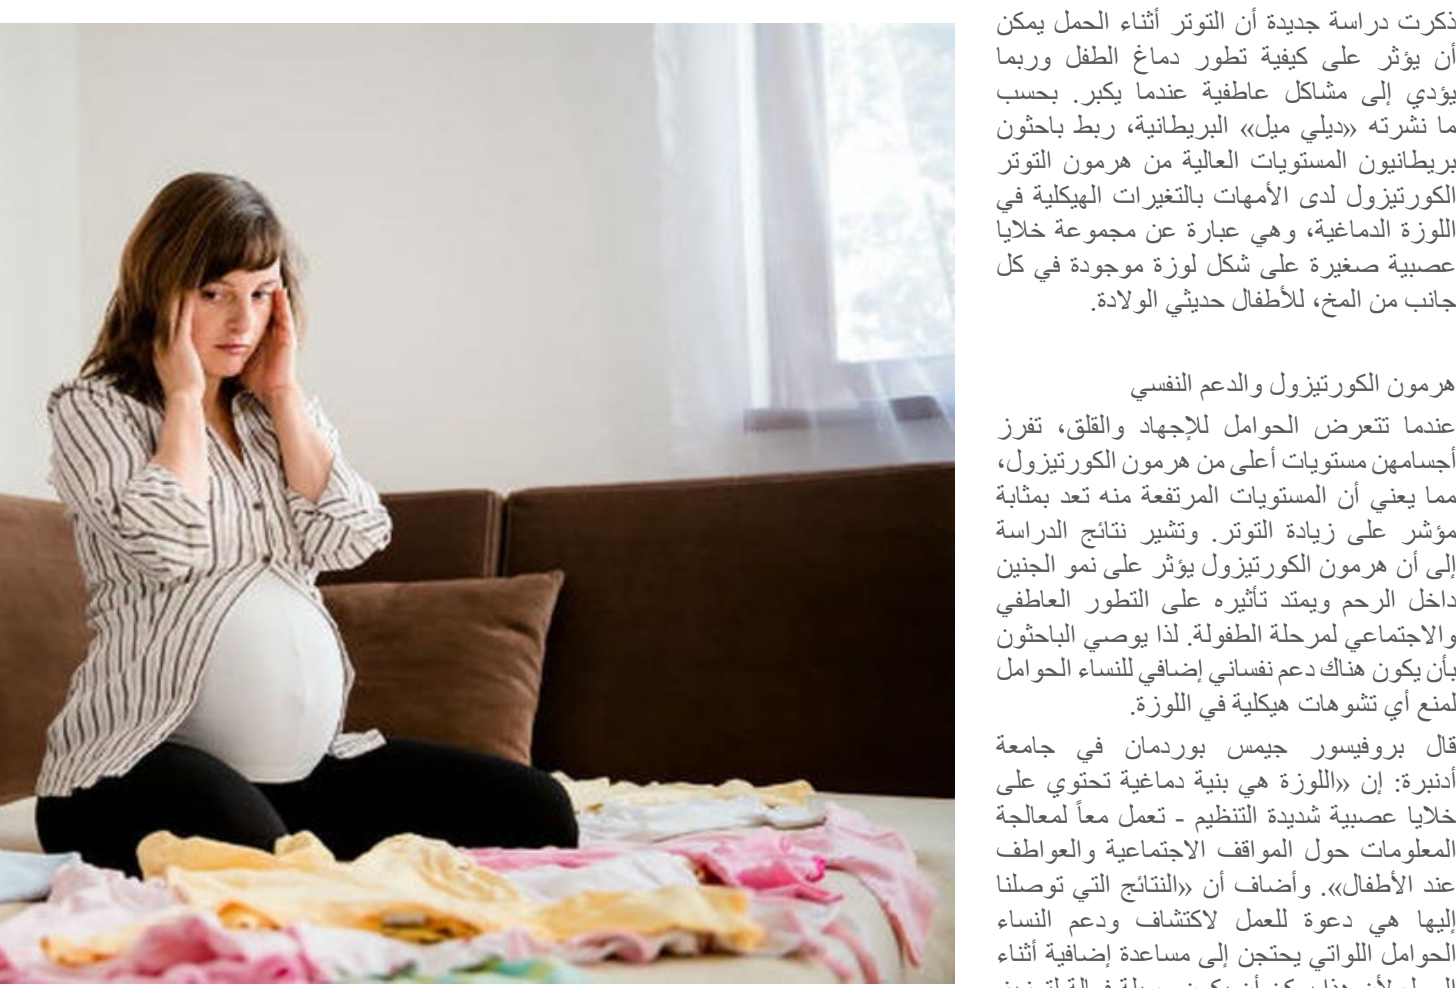 ذكرت دراسة جديدة أن التوتر أثناء الحمل يمكن
أن يؤثر على كيفية تطور دماغ الطفل وربما
يؤدي إلى مشاكل عاطفية عندما يكبر. بحسب
ما نشرته «ديلي ميل» البريطانية، ربط باحثون
بريطانيون المستويات العالية من هرمون التوتر
الكورتيزول لدى الأمهات بالتغيرات الهيكلية في
اللوزة الدماغية، وهي عبارة عن مجموعة خلايا
عصبية صغيرة على شكل لوزة موجودة في كل
جانب من المخ، للأطفال حديثي الولادة.
هرمون الكورتيزول والدعم النفسي
عندما تتعرض الحوامل للإجهاد والقلق، تفرز
أجسامهن مستويات أعلى من هرمون الكورتيزول،
مما يعني أن المستويات المرتفعة منه تعد بمثابة
مؤشر على زيادة التوتر. وتشير نتائج الدراسة
إلى أن هرمون الكورتيزول يؤثر على نمو الجنين
داخل الرحم ويمتد تأثيره على التطور العاطفي
والاجتماعي لمرحلة الطفولة. لذا يوصي الباحثون
بأن يكون هناك دعم نفساني إضافي للنساء الحوامل
لمنع أي تشوهات هيكلية في اللوزة.
قال بروفيسور جيمس بوردمان في جامعة
أدنبرة: إن «اللوزة هي بنية دماغية تحتوي على
خلايا عصبية شديدة التنظيم - تعمل معاً لمعالجة
المعلومات حول المواقف الاجتماعية والعواطف
عند الأطفال». وأضاف أن «النتائج التي توصلنا
إليها هي دعوة للعمل لاكتشاف ودعم النساء
الحوامل اللواتي يحتجن إلى مساعدة إضافية أثناء